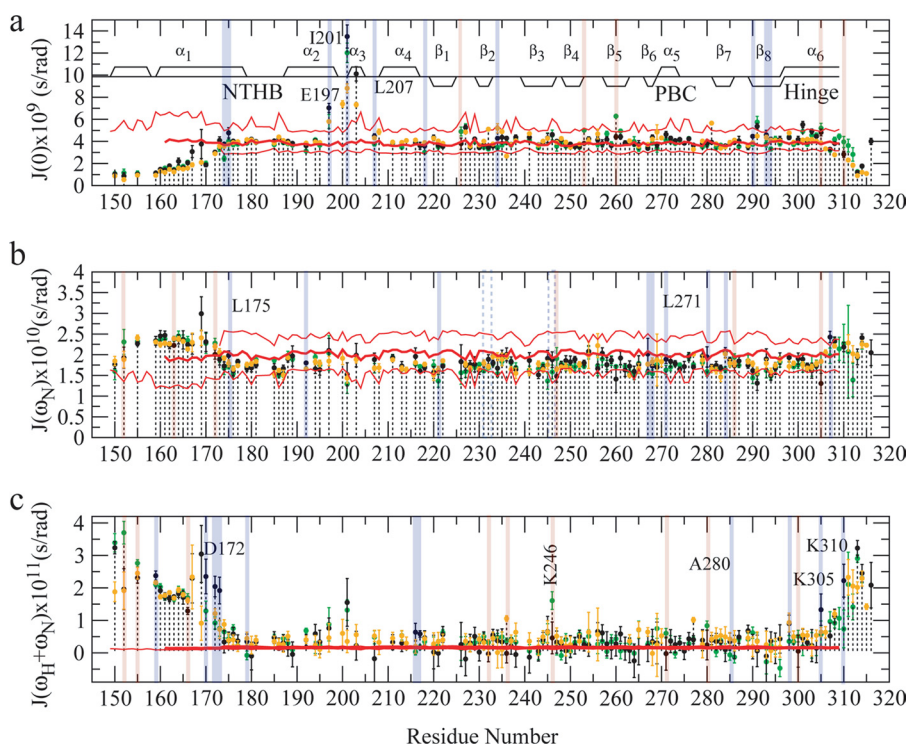 a
J(0)x10⁹ (s/rad)
14
12
10
8
6
4
2
0
α₁ α₂ α₃ α₄ β₁ β₂ β₃ β₄ β₅ β₆ α₅ β₇ β₈ α₆
I201
NTHB E197 L207 PBC Hinge
150 160 170 180 190 200 210 220 230 240 250 260 270 280 290 300 310 320
b
J(ω_N)x10¹⁰(s/rad)
4
3.5
3
2.5
2
1.5
1
0.5
0
L175 L271
150 160 170 180 190 200 210 220 230 240 250 260 270 280 290 300 310 320
c
J(ω_H+ω_N)x10¹¹(s/rad)
4
3
2
1
0
D172 K246 A280 K305 K310
150 160 170 180 190 200 210 220 230 240 250 260 270 280 290 300 310 320
Residue Number